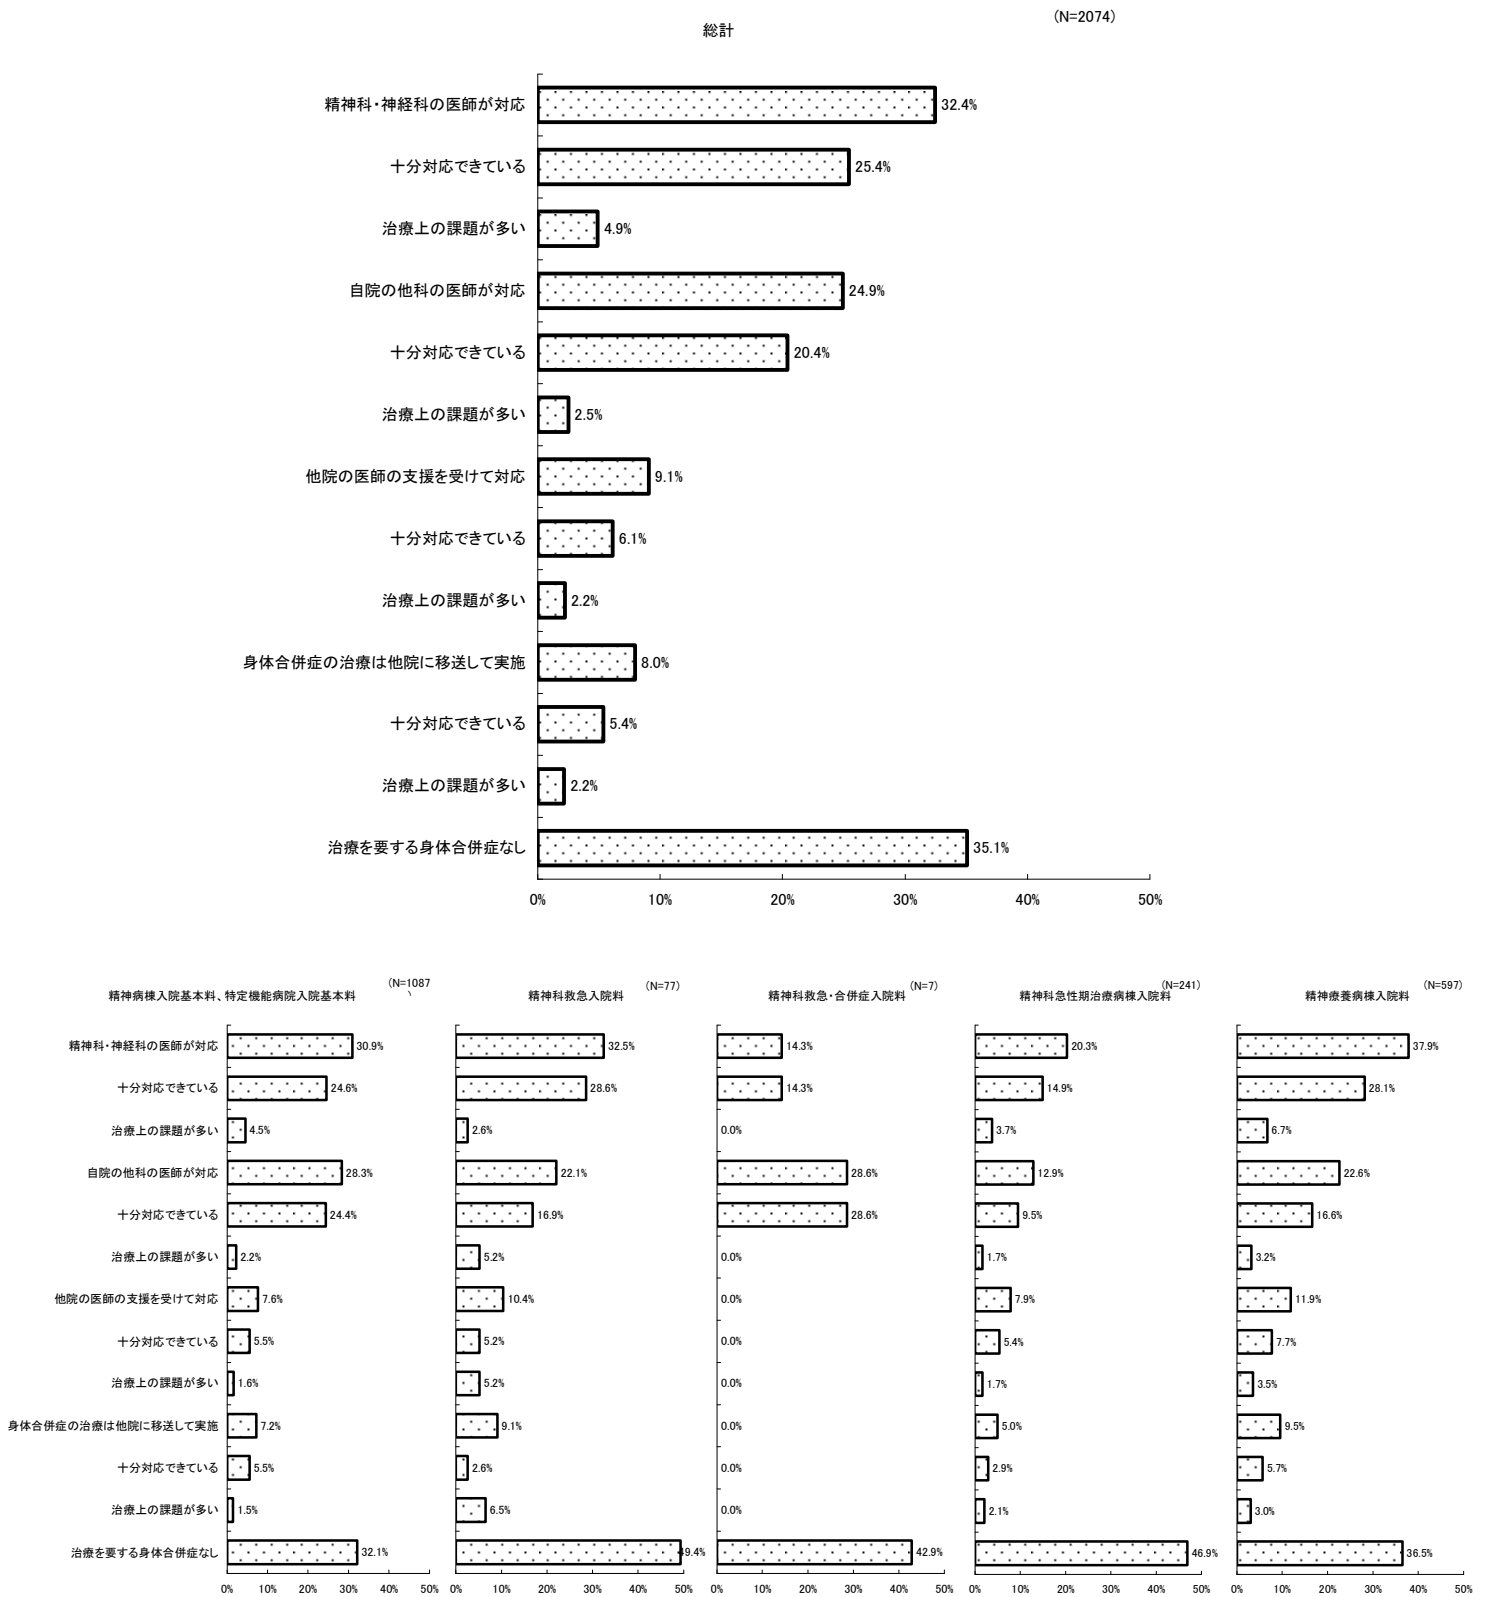 (N=2074)
総計
精神科・神経科の医師が対応 32.4%
十分対応できている 25.4%
治療上の課題が多い 4.9%
自院の他科の医師が対応 24.9%
十分対応できている 20.4%
治療上の課題が多い 2.5%
他院の医師の支援を受けて対応 9.1%
十分対応できている 6.1%
治療上の課題が多い 2.2%
身体合併症の治療は他院に移送して実施 8.0%
十分対応できている 5.4%
治療上の課題が多い 2.2%
治療を要する身体合併症なし 35.1%
0% 10% 20% 30% 40% 50%
精神病棟入院基本料、特定機能病院入院基本料 (N=1087) 精神科救急入院料 (N=77) 精神科救急・合併症入院料 (N=7) 精神科急性期治療病棟入院料 (N=241) 精神療養病棟入院料 (N=597)
精神科・神経科の医師が対応 30.9% 32.5% 14.3% 20.3% 37.9%
十分対応できている 24.6% 28.6% 14.3% 14.9% 28.1%
治療上の課題が多い 4.5% 2.6% 0.0% 3.7% 6.7%
自院の他科の医師が対応 28.3% 22.1% 28.6% 12.9% 22.6%
十分対応できている 24.4% 16.9% 28.6% 9.5% 16.6%
治療上の課題が多い 2.2% 5.2% 0.0% 1.7% 3.2%
他院の医師の支援を受けて対応 7.6% 10.4% 0.0% 7.9% 11.9%
十分対応できている 5.5% 5.2% 0.0% 5.4% 7.7%
治療上の課題が多い 1.6% 5.2% 0.0% 1.7% 3.5%
身体合併症の治療は他院に移送して実施 7.2% 9.1% 0.0% 5.0% 9.5%
十分対応できている 5.5% 2.6% 0.0% 2.9% 5.7%
治療上の課題が多い 1.5% 6.5% 0.0% 2.1% 3.0%
治療を要する身体合併症なし 32.1% 49.4% 42.9% 46.9% 36.5%
0% 10% 20% 30% 40% 50% 0% 10% 20% 30% 40% 50% 0% 10% 20% 30% 40% 50% 0% 10% 20% 30% 40% 50% 0% 10% 20% 30% 40% 50%